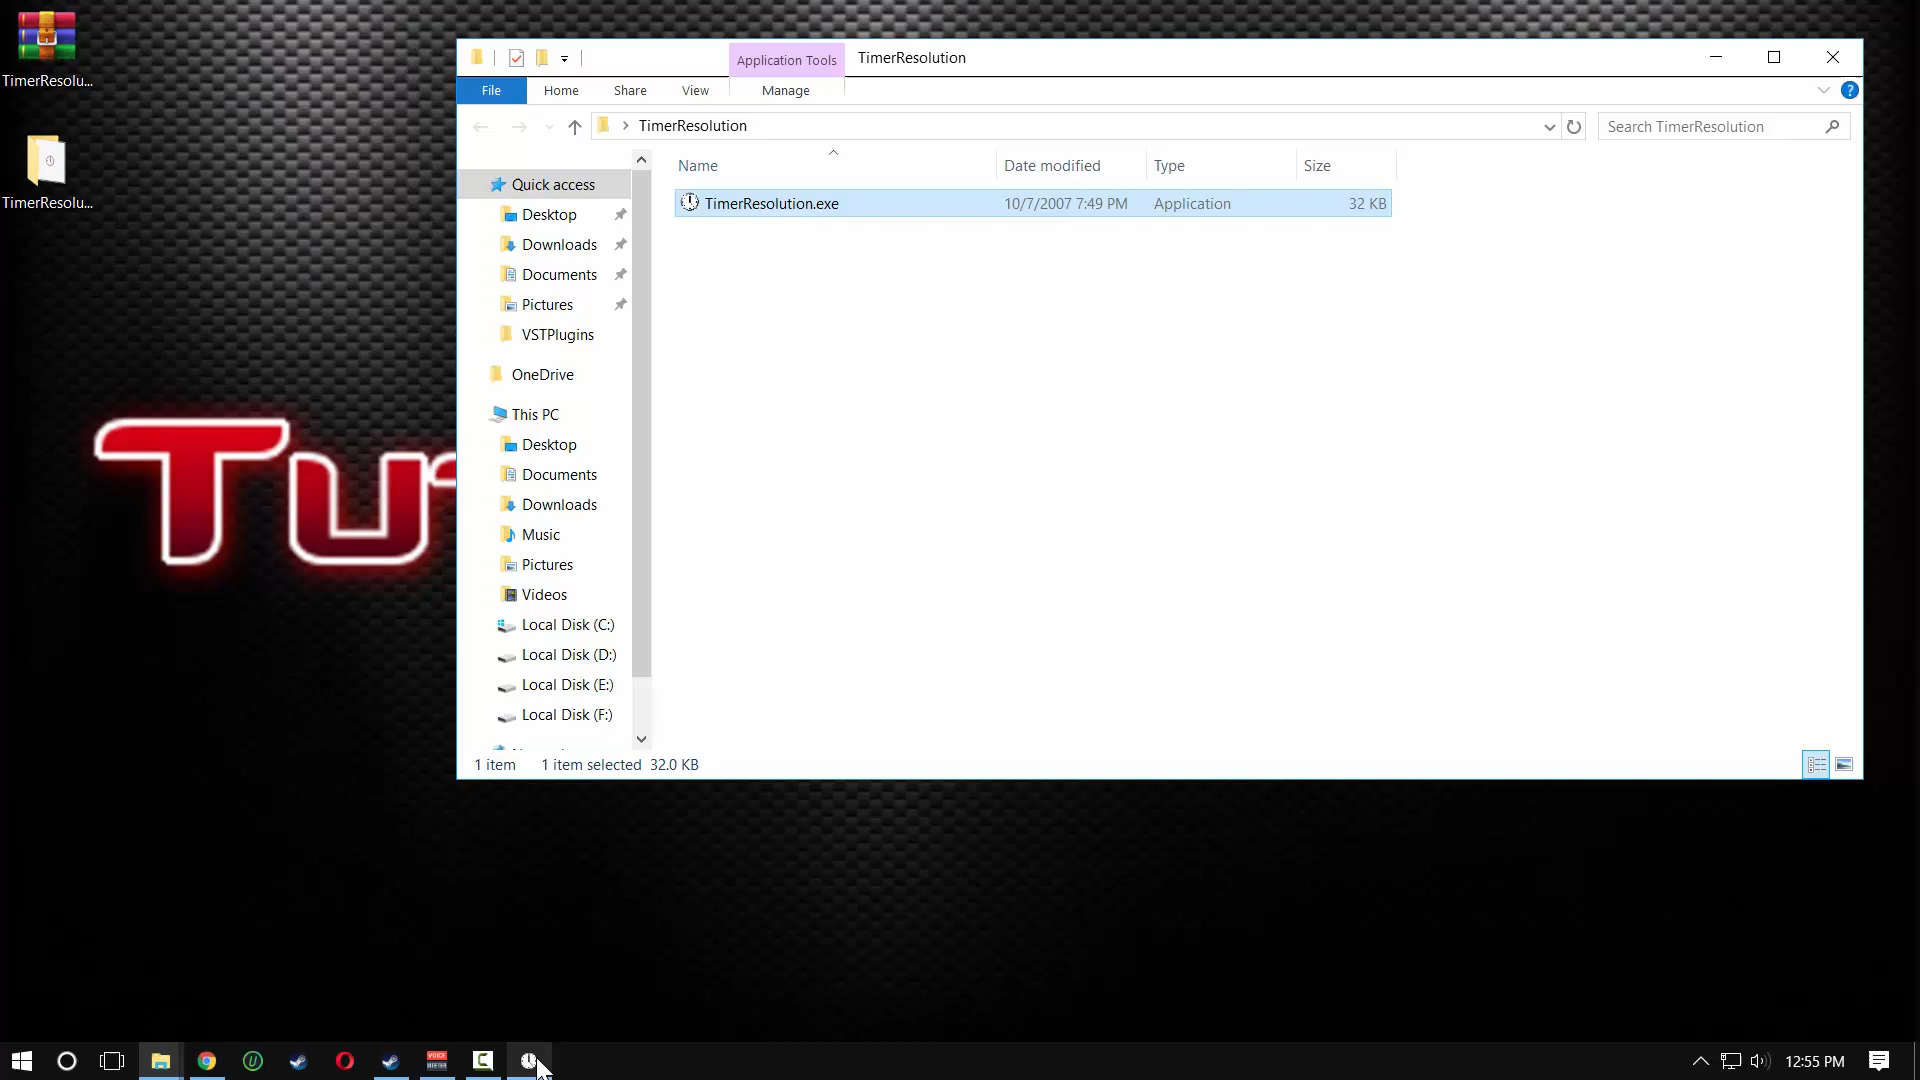 TimerResolu...
TimerResolu...
Tu
Application Tools
TimerResolution
File
Home
Share
View
Manage
?
TimerResolution
Search TimerResolution
Name
Date modified
Type
Size
TimerResolution.exe
10/7/2007 7:49 PM
Application
32 KB
Quick access
Desktop
Downloads
Documents
Pictures
VSTPlugins
OneDrive
This PC
Desktop
Documents
Downloads
Music
Pictures
Videos
Local Disk (C:)
Local Disk (D:)
Local Disk (E:)
Local Disk (F:)
1 item
1 item selected
32.0 KB
VOICE
MEETER
12:55 PM